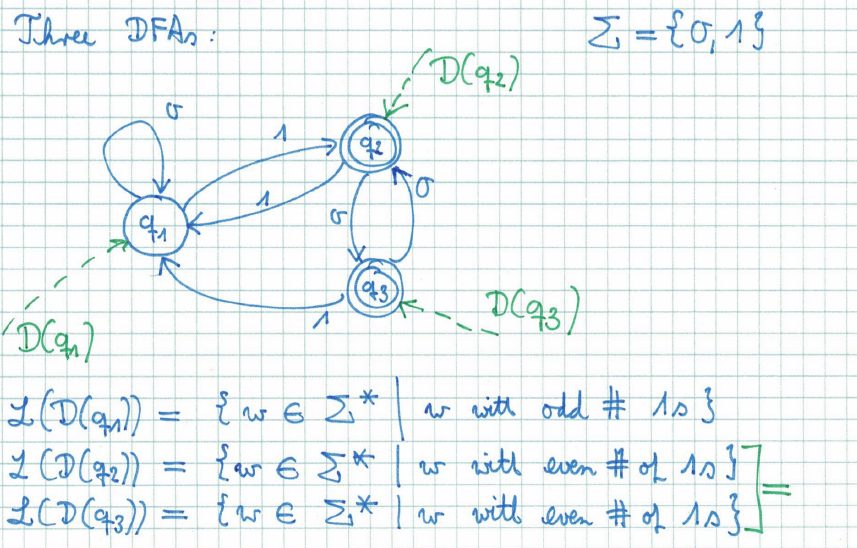 Three DFAs: Σ = {0, 1}
D(q2)
0
1
q2
1
0
0
q1
q3
1
D(q3)
D(q1)
L(D(q1)) = { w ∈ Σ* | w with odd # 1s }
L(D(q2)) = { w ∈ Σ* | w with even # of 1s }
L(D(q3)) = { w ∈ Σ* | w with even # of 1s } =